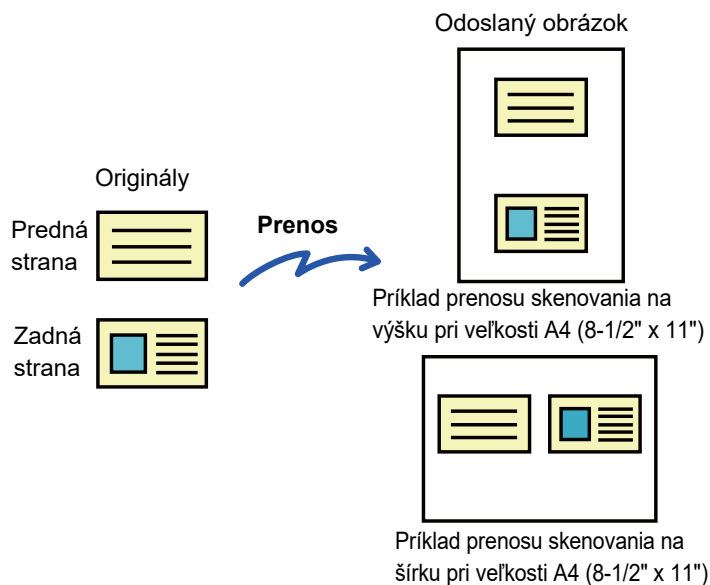 Odoslaný obrázok
Originály
Predná
strana
Prenos
Zadná
strana
Príklad prenosu skenovania na
výšku pri veľkosti A4 (8-1/2" x 11")
Príklad prenosu skenovania na
šírku pri veľkosti A4 (8-1/2" x 11")